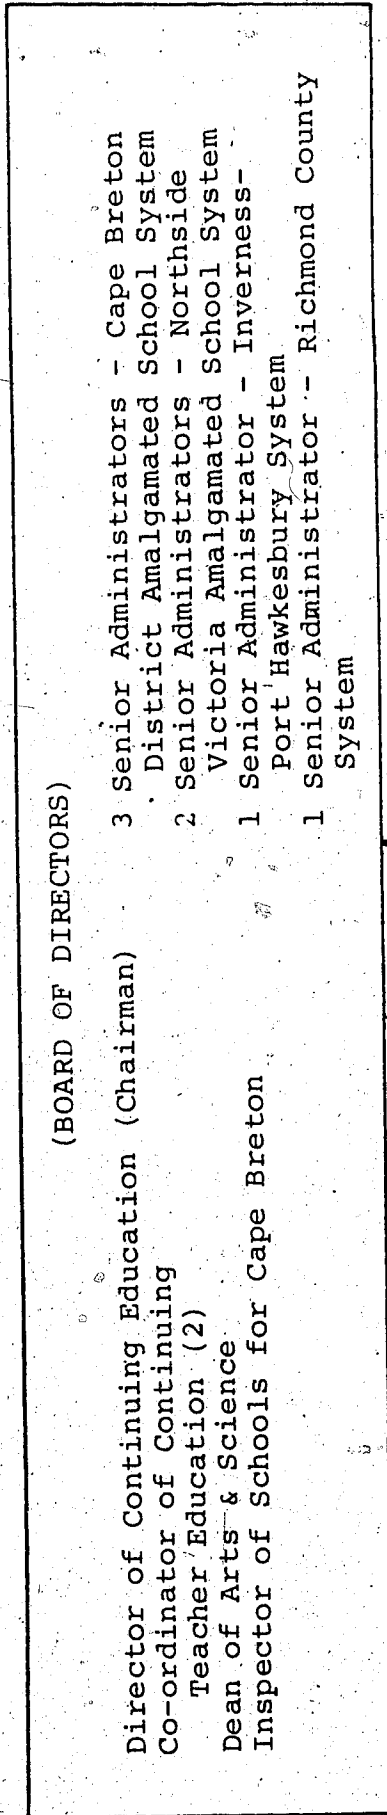 (BOARD OF DIRECTORS)
Director of Continuing Education (Chairman)
Co-ordinator of Continuing
Teacher Education (2)
Dean of Arts & Science
Inspector of Schools for Cape Breton
3 Senior Administrators - Cape Breton
District Amalgamated School System
2 Senior Administrators - Northside
Victoria Amalgamated School System
1 Senior Administrator - Inverness-
Port Hawkesbury System
1 Senior Administrator - Richmond County
System